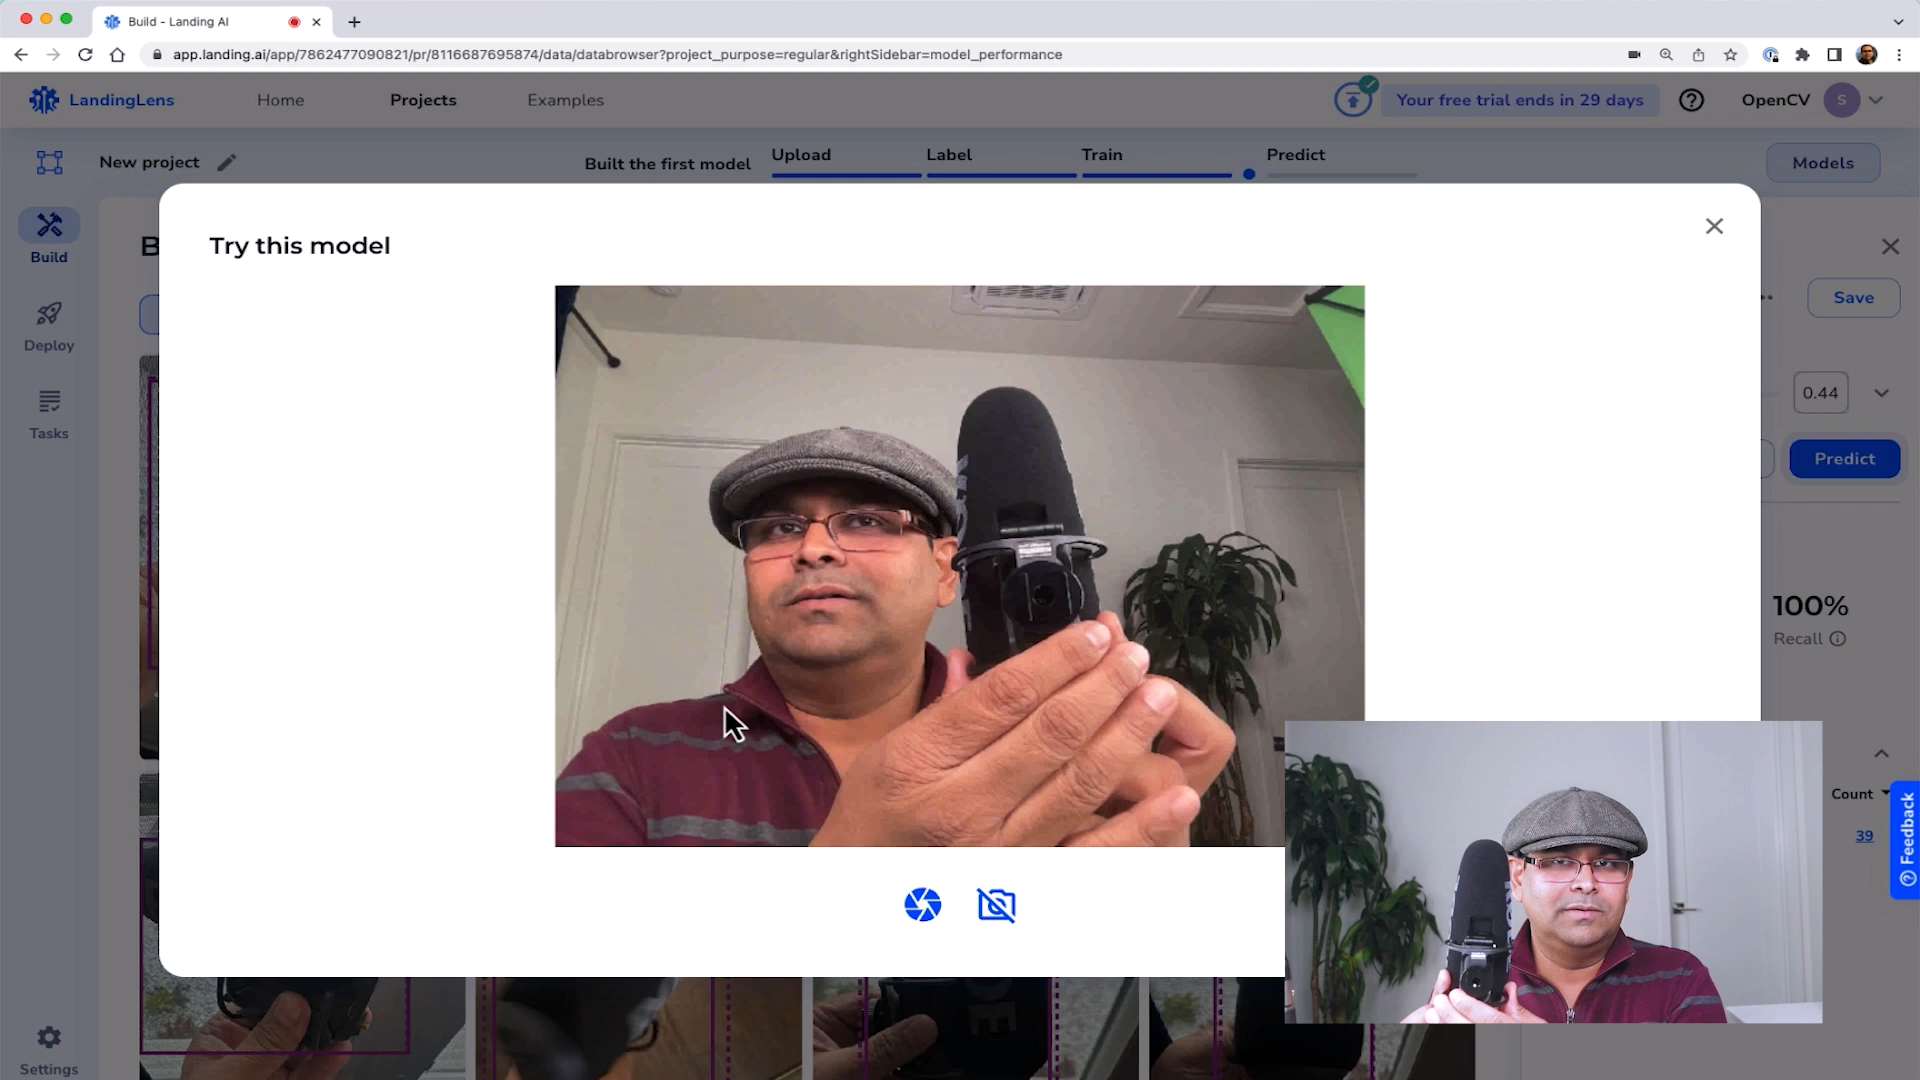 Build - Landing AI
app.landing.ai/app/7862477090821/pr/8116687695874/data/databrowser?project_purpose=regular&rightSidebar=model_performance
LandingLens
Home
Projects
Examples
Your free trial ends in 29 days
OpenCV
S
New project
Built the first model
Upload
Label
Train
Predict
Models
Build
Deploy
Tasks
Settings
B
Try this model
Save
0.44
Predict
100%
Recall
Count
39
Feedback